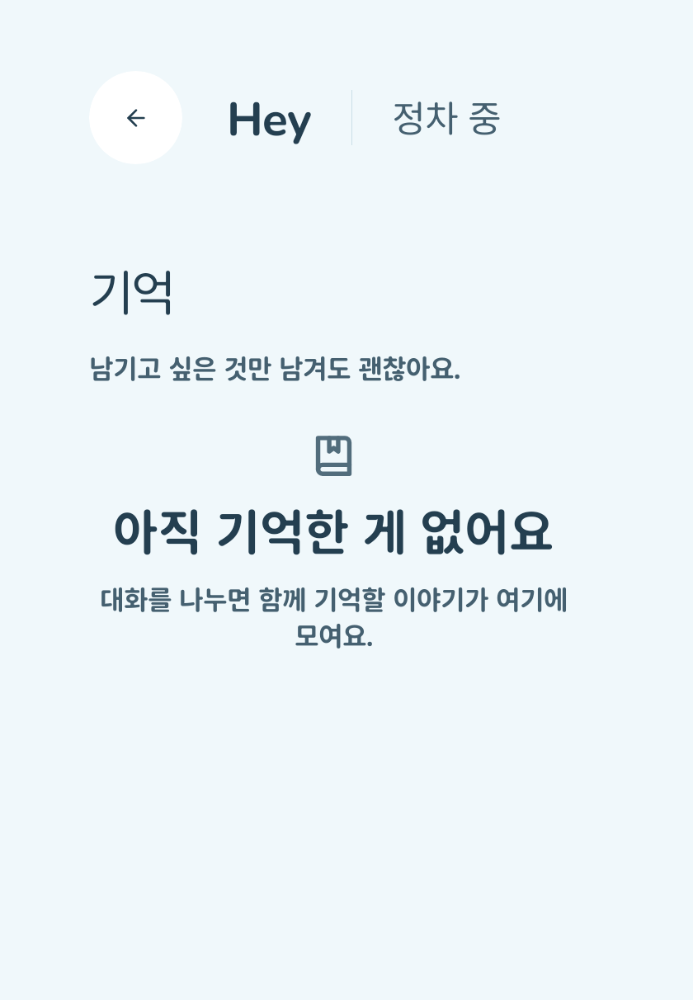 Hey 정차 중
기억
남기고 싶은 것만 남겨도 괜찮아요.
아직 기억한 게 없어요
대화를 나누면 함께 기억할 이야기가 여기에
모여요.